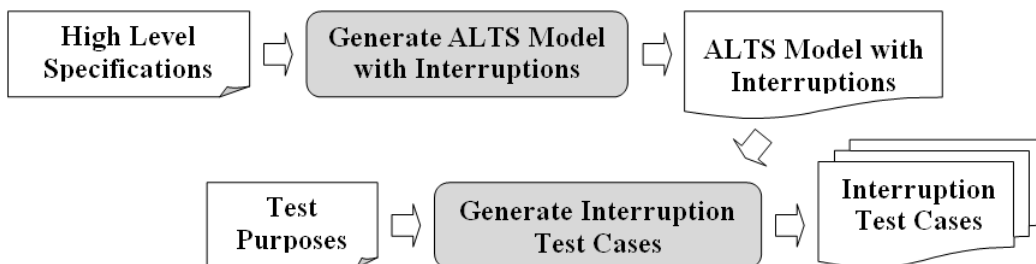 High Level
Specifications
Generate ALTS Model
with Interruptions
ALTS Model with
Interruptions
Test
Purposes
Generate Interruption
Test Cases
Interruption
Test Cases